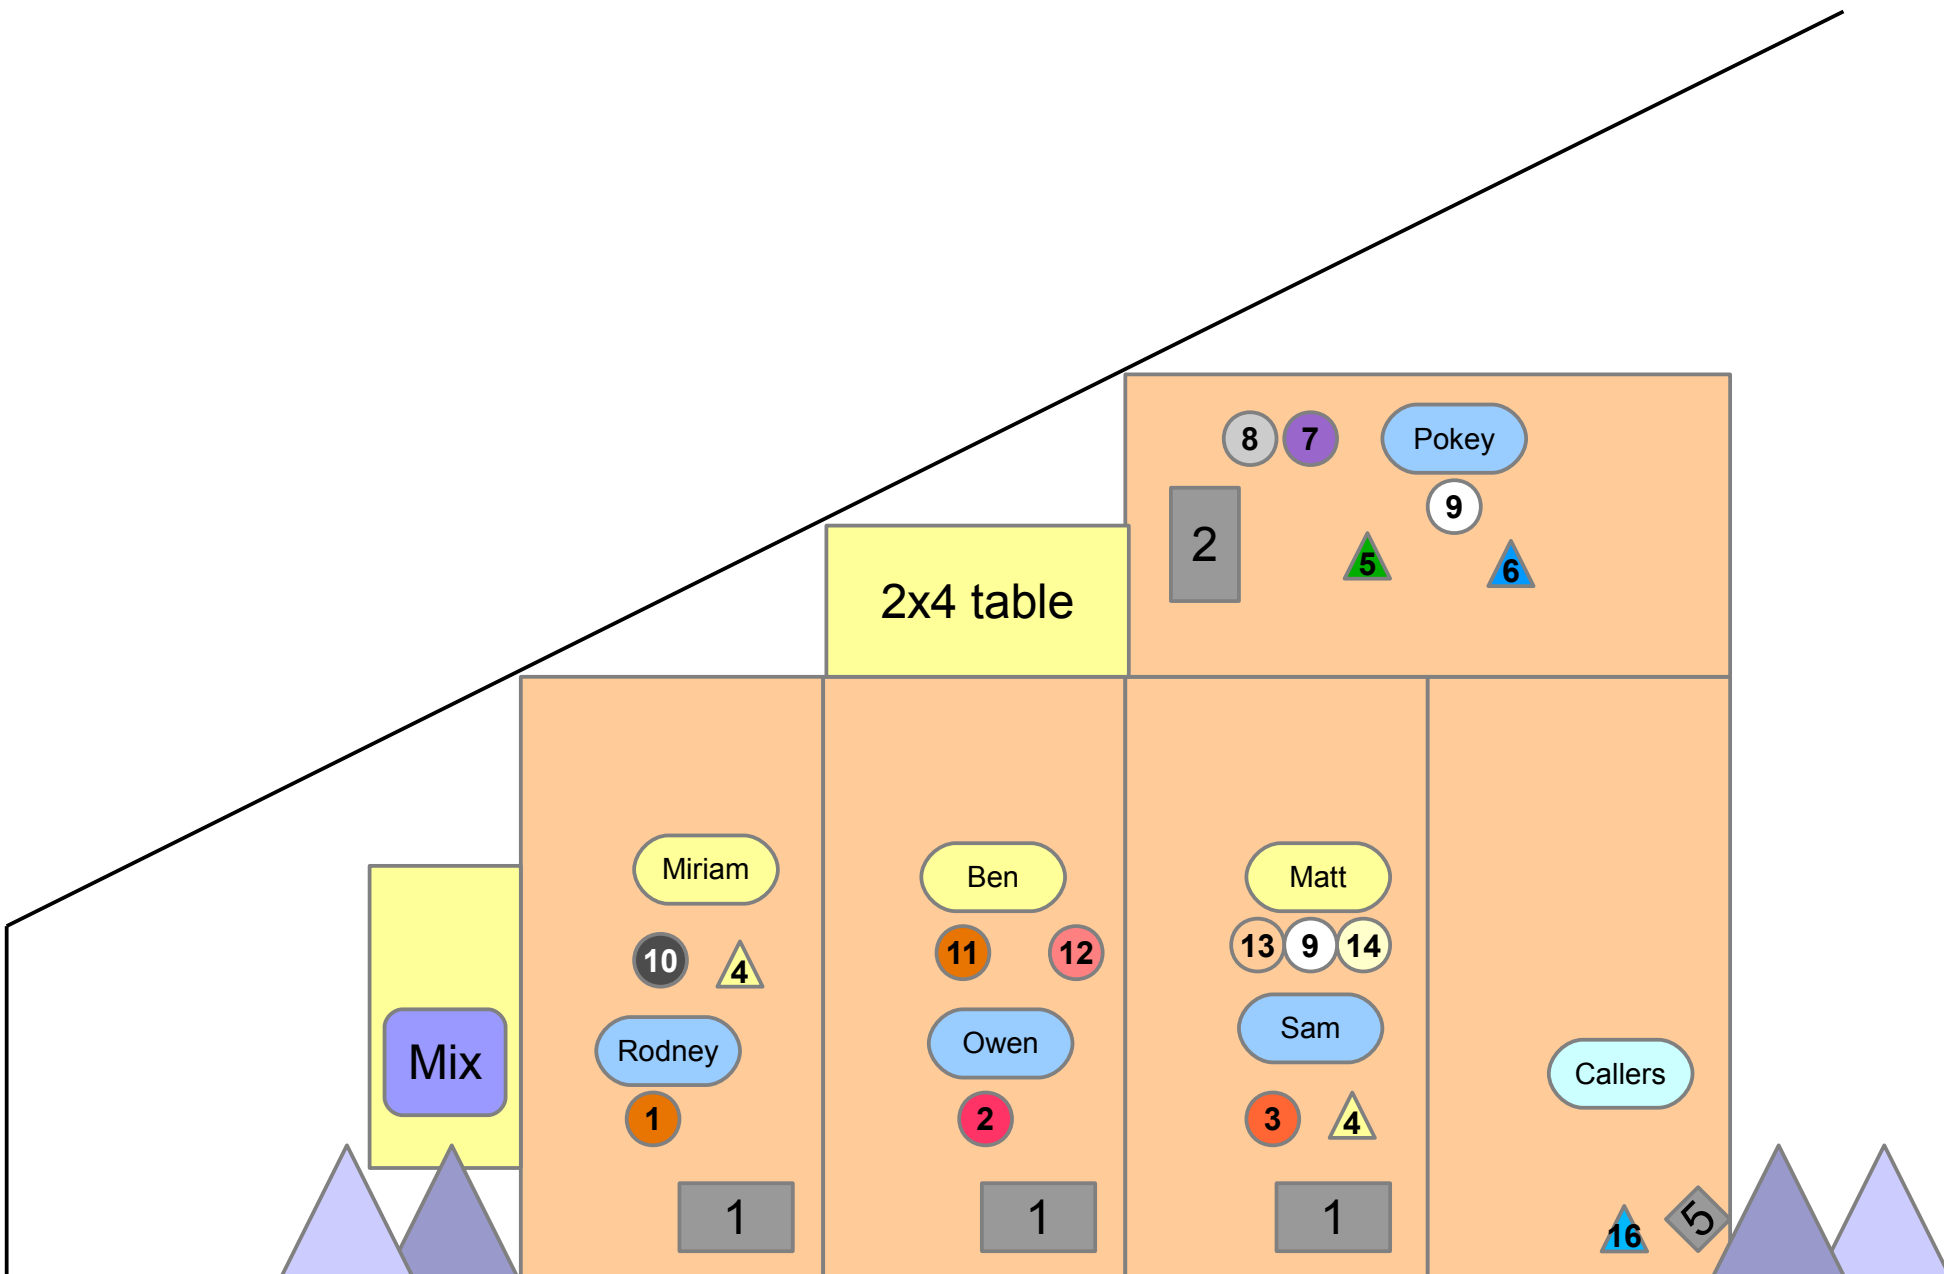 8 7 Pokey
9
2 5 6
2x4 table
Miriam Ben Matt
10 4 11 12 13 9 14
Mix Rodney Owen Sam Callers
1 2 3 4
1 1 1 16 5